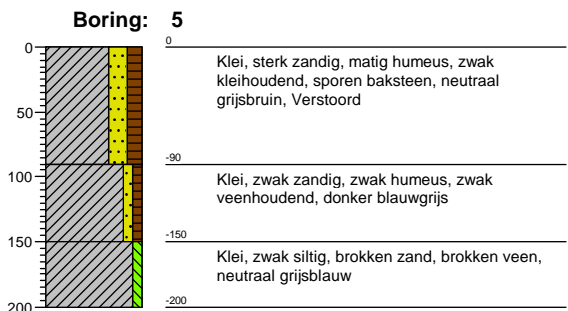 Boring: 5
0
0
Klei, sterk zandig, matig humeus, zwak
kleihoudend, sporen baksteen, neutraal
grijsbruin, Verstoord
50
-90
100
Klei, zwak zandig, zwak humeus, zwak
veenhoudend, donker blauwgrijs
150
-150
Klei, zwak siltig, brokken zand, brokken veen,
neutraal grijsblauw
200
-200